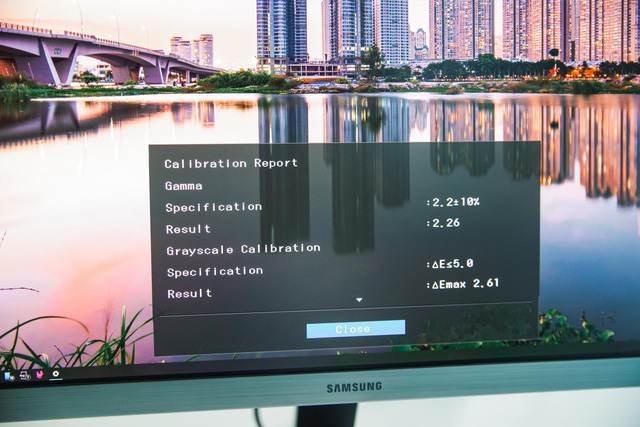 Calibration Report
Gamma
Specification :2.2±10%
Result :2.26
Grayscale Calibration
Specification :ΔE≤5.0
Result :ΔEmax 2.61
Close
SAMSUNG